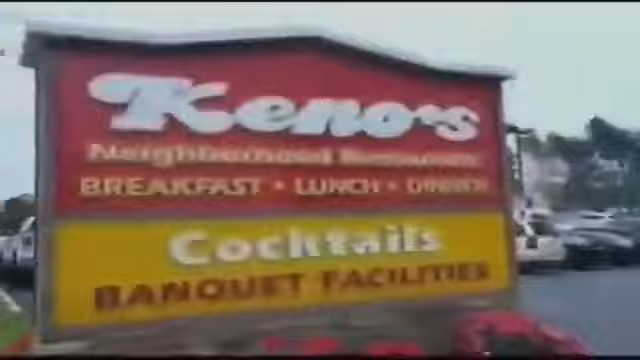 Keno's
Neighborhood Restaurant
BREAKFAST • LUNCH • DINNER
Cocktails
BANQUET FACILITIES